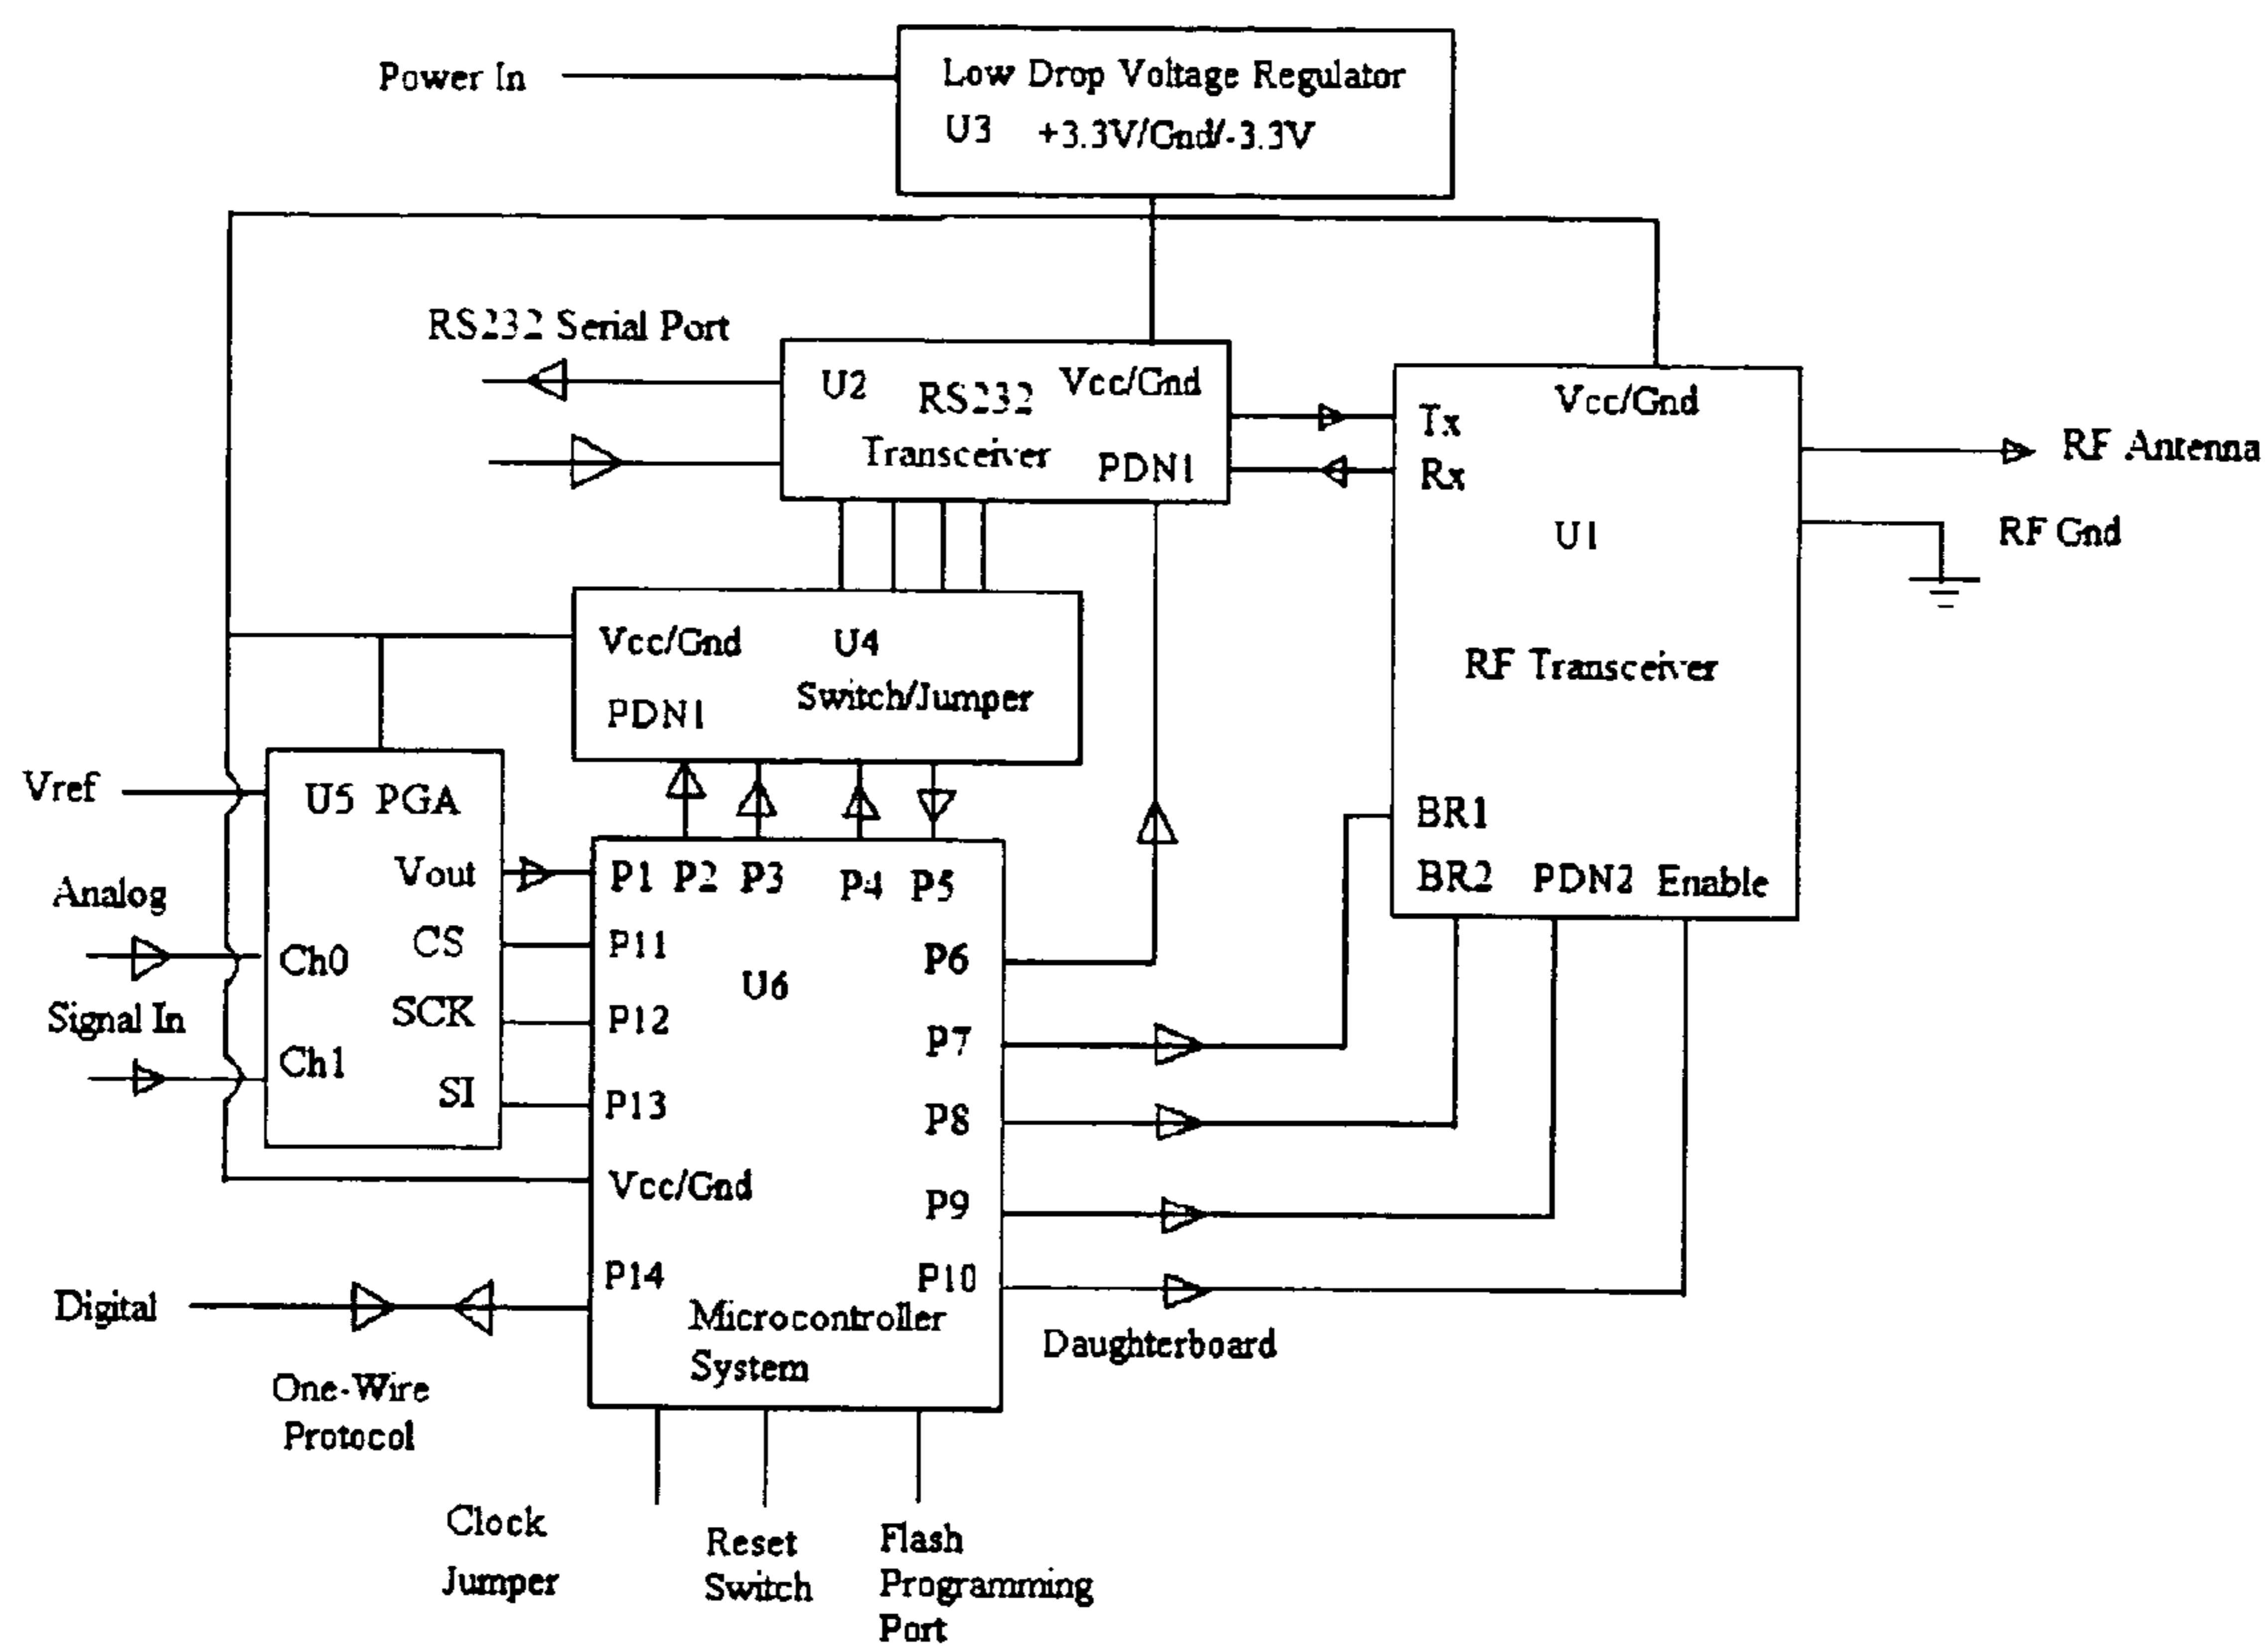 Power In
Low Drop Voltage Regulator
U3 +3.3V/Gnd/-3.3V
RS232 Serial Port
U2 RS232 Vcc/Gnd
Transceiver PDN1
Vcc/Gnd
Tx
Rx
U1
RF Transceiver
RF Antenna
RF Gnd
Vcc/Gnd U4
Switch/Jumper
PDN1
Vref
U5 PGA
Vout
Analog
CS
Ch0
Signal In
SCK
Ch1
SI
P1 P2 P3 P4 P5
P11
U6
P6
P12
P7
P13
P8
Vcc/Gnd
P9
P14
P10
Microcontroller
System
BR1
BR2 PDN2 Enable
Daughterboard
Digital
One-Wire
Protocol
Clock
Jumper
Reset
Switch
Flash
Programming
Port